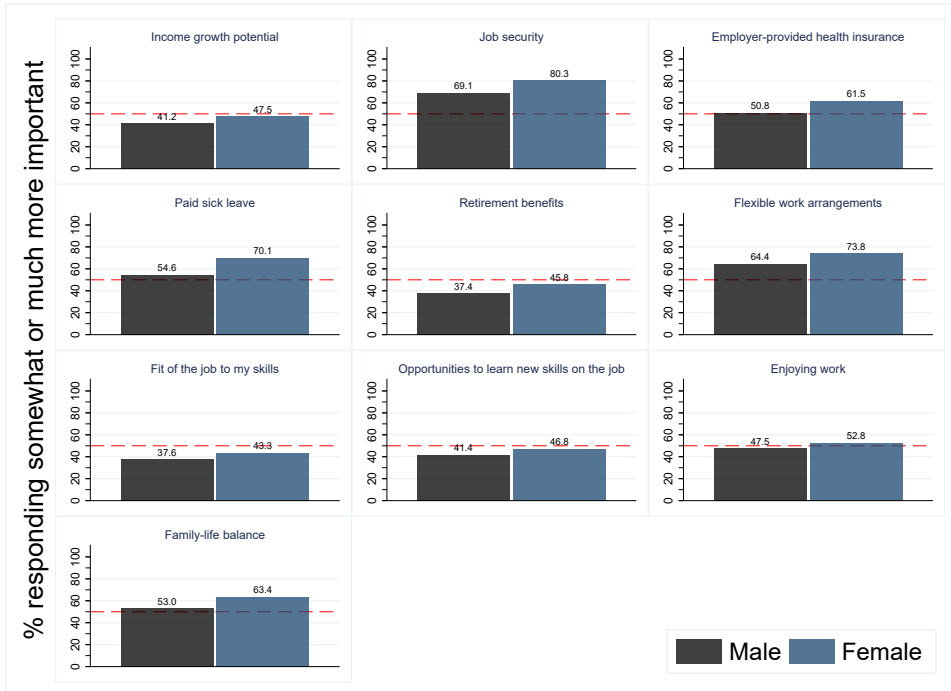 % responding somewhat or much more important
Income growth potential
0 20 40 60 80 100
41.2 47.5
Job security
0 20 40 60 80 100
69.1 80.3
Employer-provided health insurance
0 20 40 60 80 100
50.8 61.5
Paid sick leave
0 20 40 60 80 100
54.6 70.1
Retirement benefits
0 20 40 60 80 100
37.4 45.8
Flexible work arrangements
0 20 40 60 80 100
64.4 73.8
Fit of the job to my skills
0 20 40 60 80 100
37.6 43.3
Opportunities to learn new skills on the job
0 20 40 60 80 100
41.4 46.8
Enjoying work
0 20 40 60 80 100
47.5 52.8
Family-life balance
0 20 40 60 80 100
53.0 63.4
Male Female